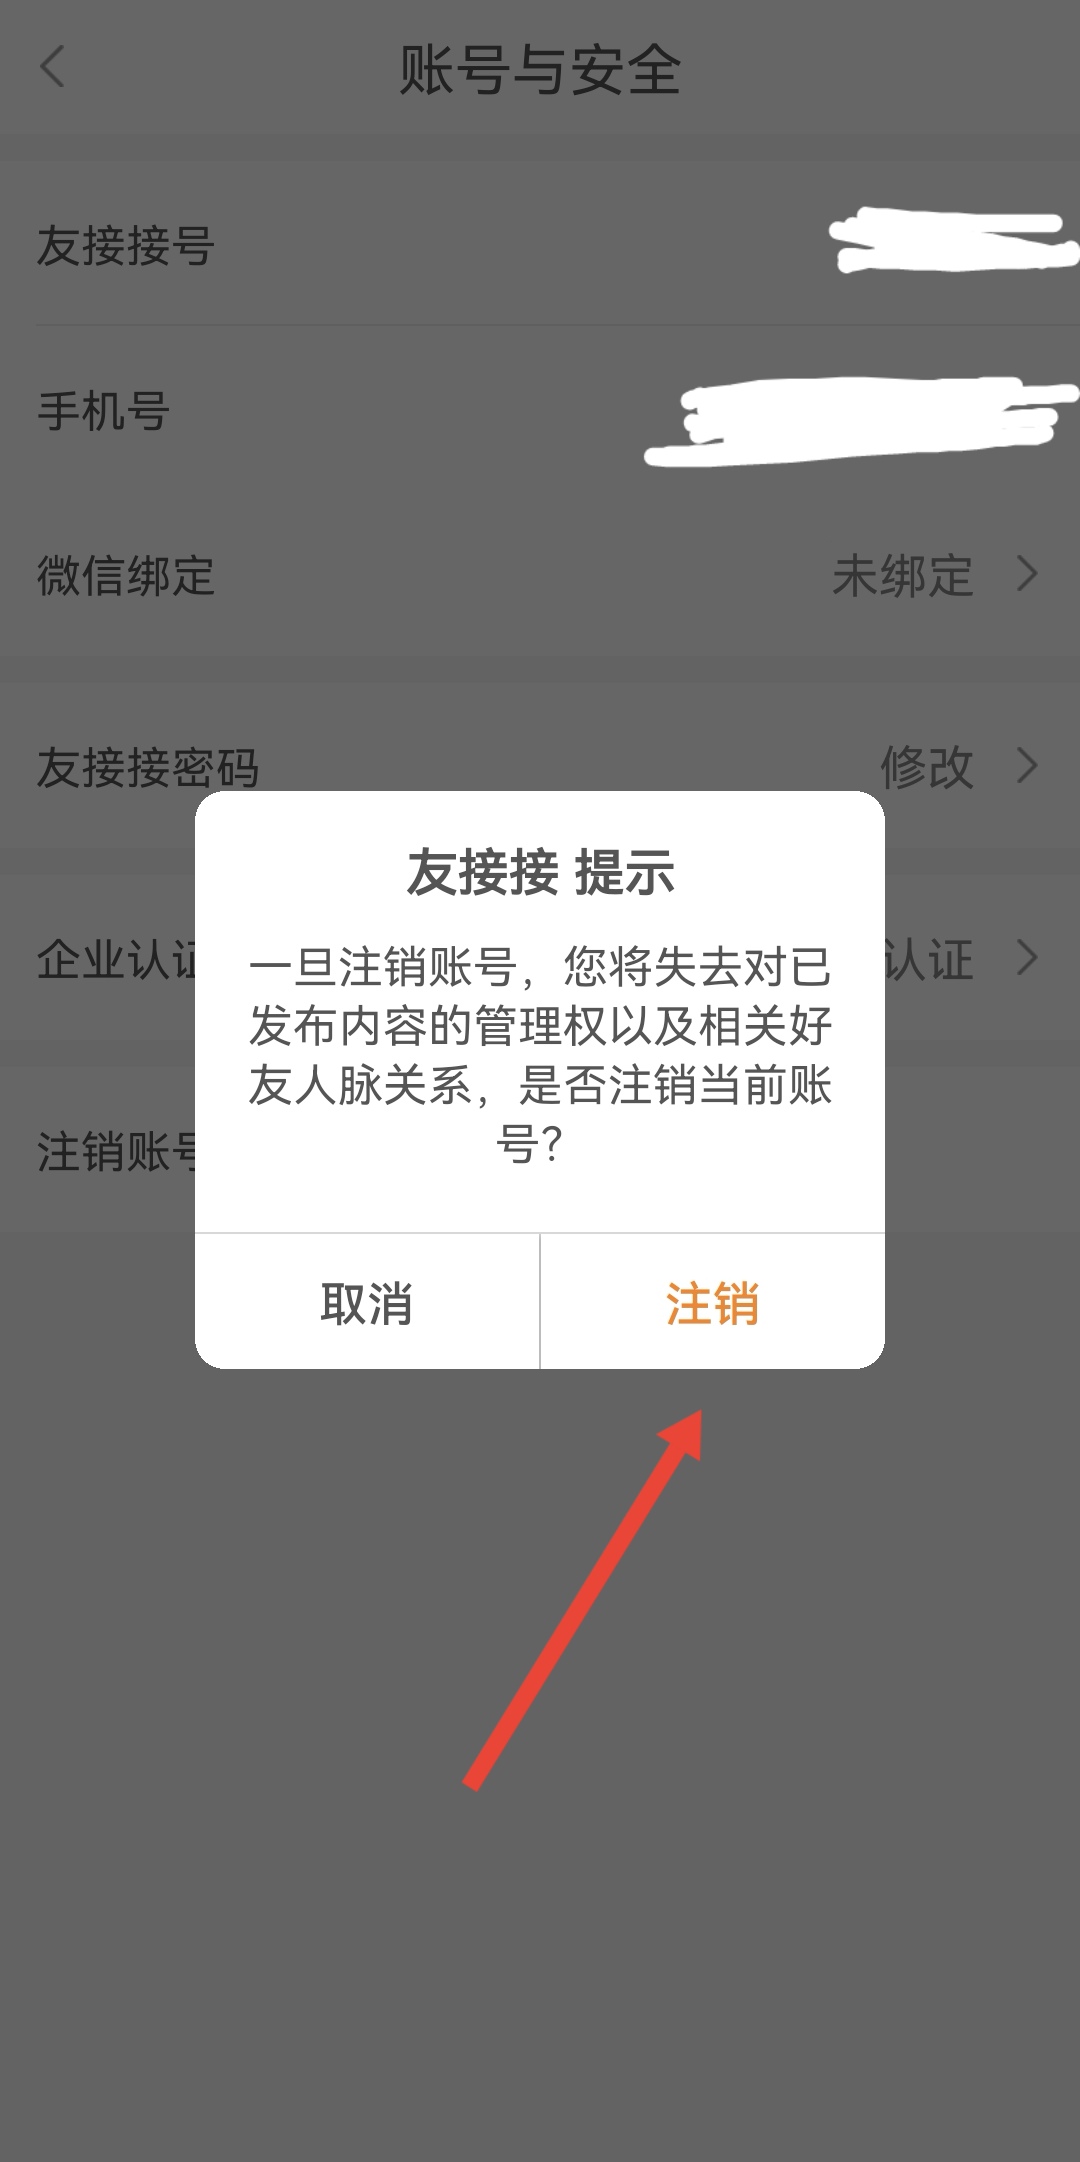 账号与安全
友接接号
手机号
微信绑定 未绑定
友接接密码 修改
友接接 提示
一旦注销账号，您将失去对已
发布内容的管理权以及相关好
友人脉关系，是否注销当前账
号？
企业认证 认证
注销账号
取消 注销